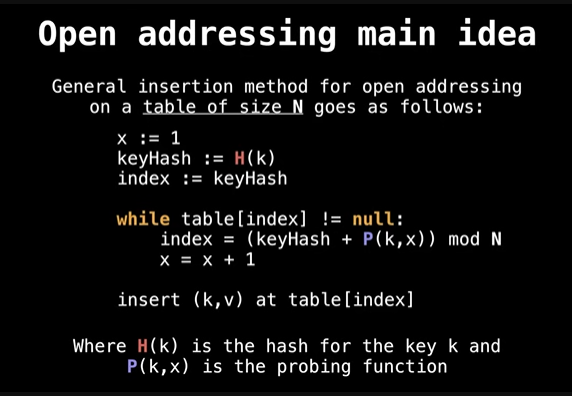 Open addressing main idea
General insertion method for open addressing
on a table of size N goes as follows:
x := 1
keyHash := H(k)
index := keyHash
while table[index] != null:
index = (keyHash + P(k,x)) mod N
x = x + 1
insert (k,v) at table[index]
Where H(k) is the hash for the key k and
P(k,x) is the probing function